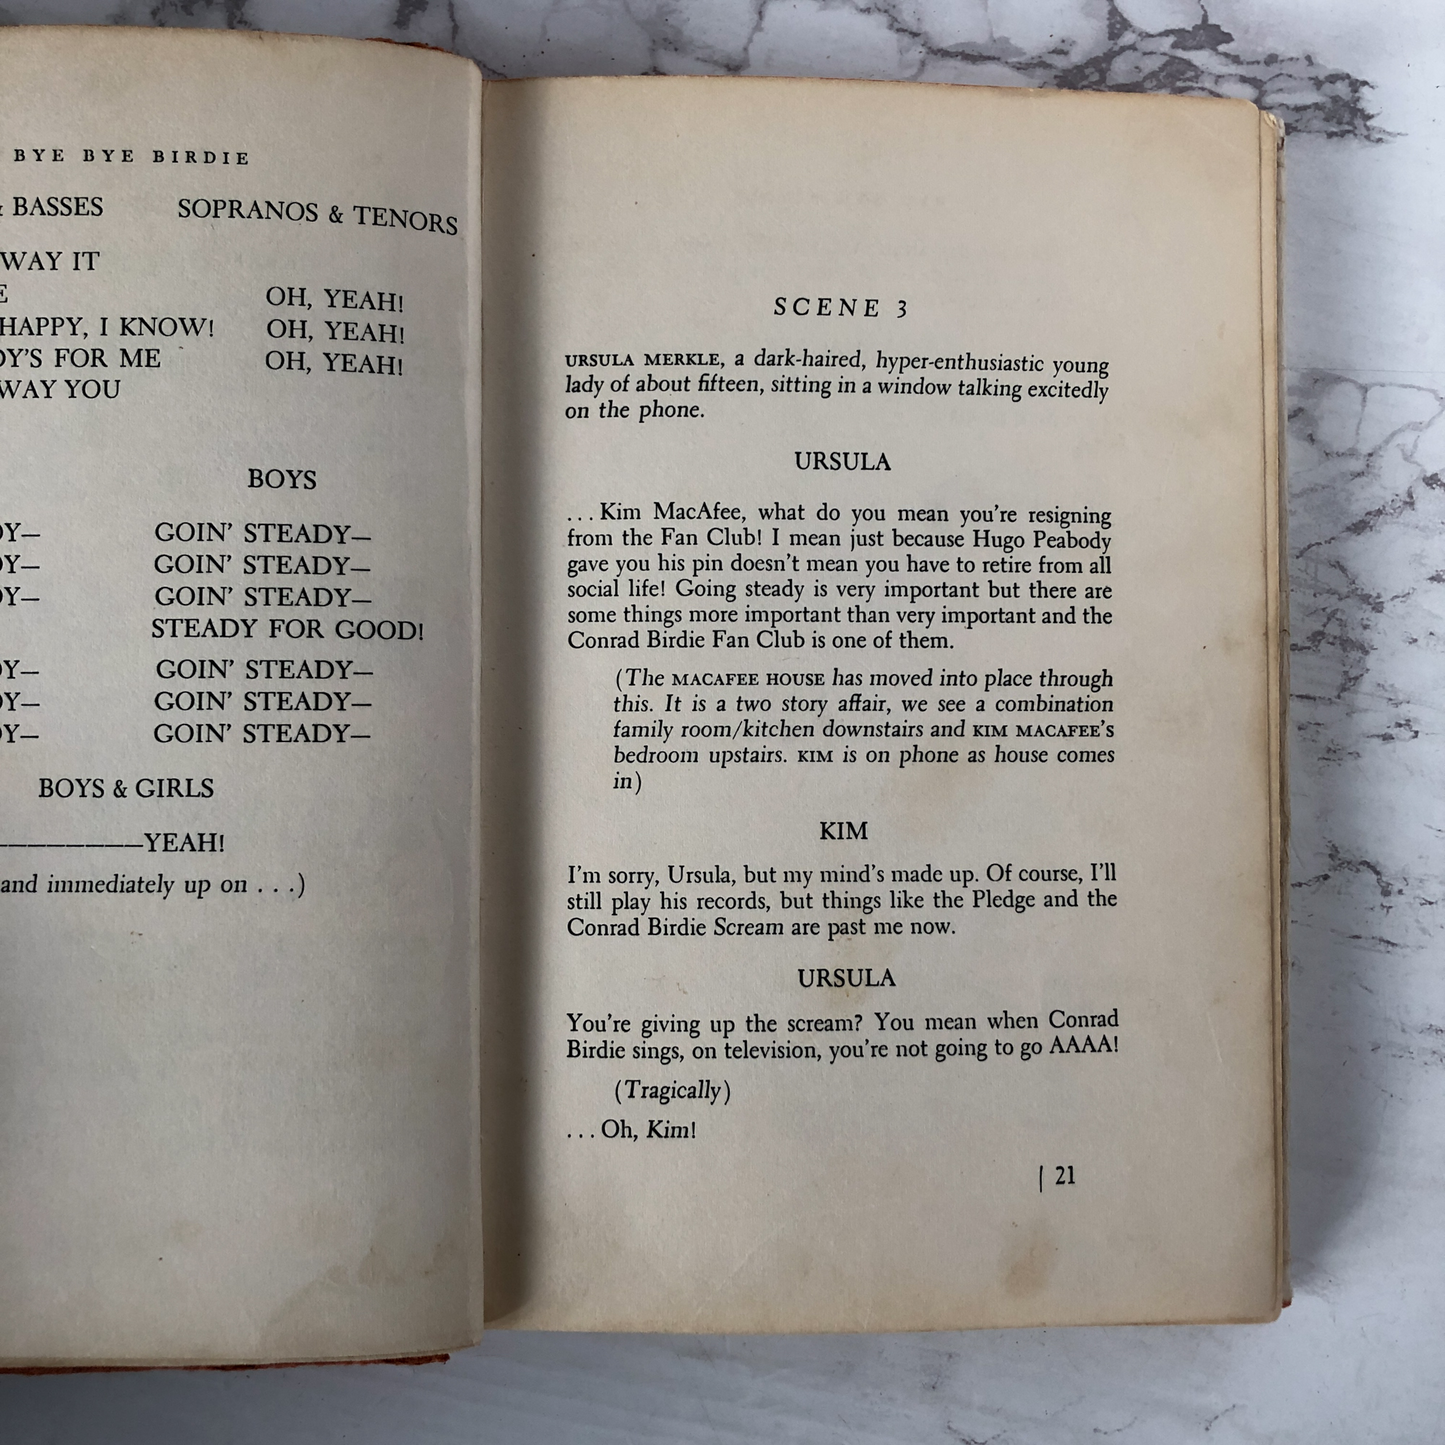 BYE BYE BIRDIE
& BASSES SOPRANOS & TENORS
WAY IT
OH, YEAH!
HAPPY, I KNOW! OH, YEAH!
FOR ME OH, YEAH!
WAY YOU
BOYS
GOIN' STEADY—
GOIN' STEADY—
GOIN' STEADY—
STEADY FOR GOOD!
GOIN' STEADY—
GOIN' STEADY—
GOIN' STEADY—
BOYS & GIRLS
————————YEAH!
and immediately up on . . .)
SCENE 3
URSULA MERKLE, a dark-haired, hyper-enthusiastic young
lady of about fifteen, sitting in a window talking excitedly
on the phone.
URSULA
. . . Kim MacAfee, what do you mean you're resigning
from the Fan Club! I mean just because Hugo Peabody
gave you his pin doesn't mean you have to retire from all
social life! Going steady is very important but there are
some things more important than very important and the
Conrad Birdie Fan Club is one of them.
(The MACAFEE HOUSE has moved into place through
this. It is a two story affair, we see a combination
family room/kitchen downstairs and KIM MACAFEE'S
bedroom upstairs. KIM is on phone as house comes
in)
KIM
I'm sorry, Ursula, but my mind's made up. Of course, I'll
still play his records, but things like the Pledge and the
Conrad Birdie Scream are past me now.
URSULA
You're giving up the scream? You mean when Conrad
Birdie sings, on television, you're not going to go AAAA!
(Tragically)
. . . Oh, Kim!
| 21